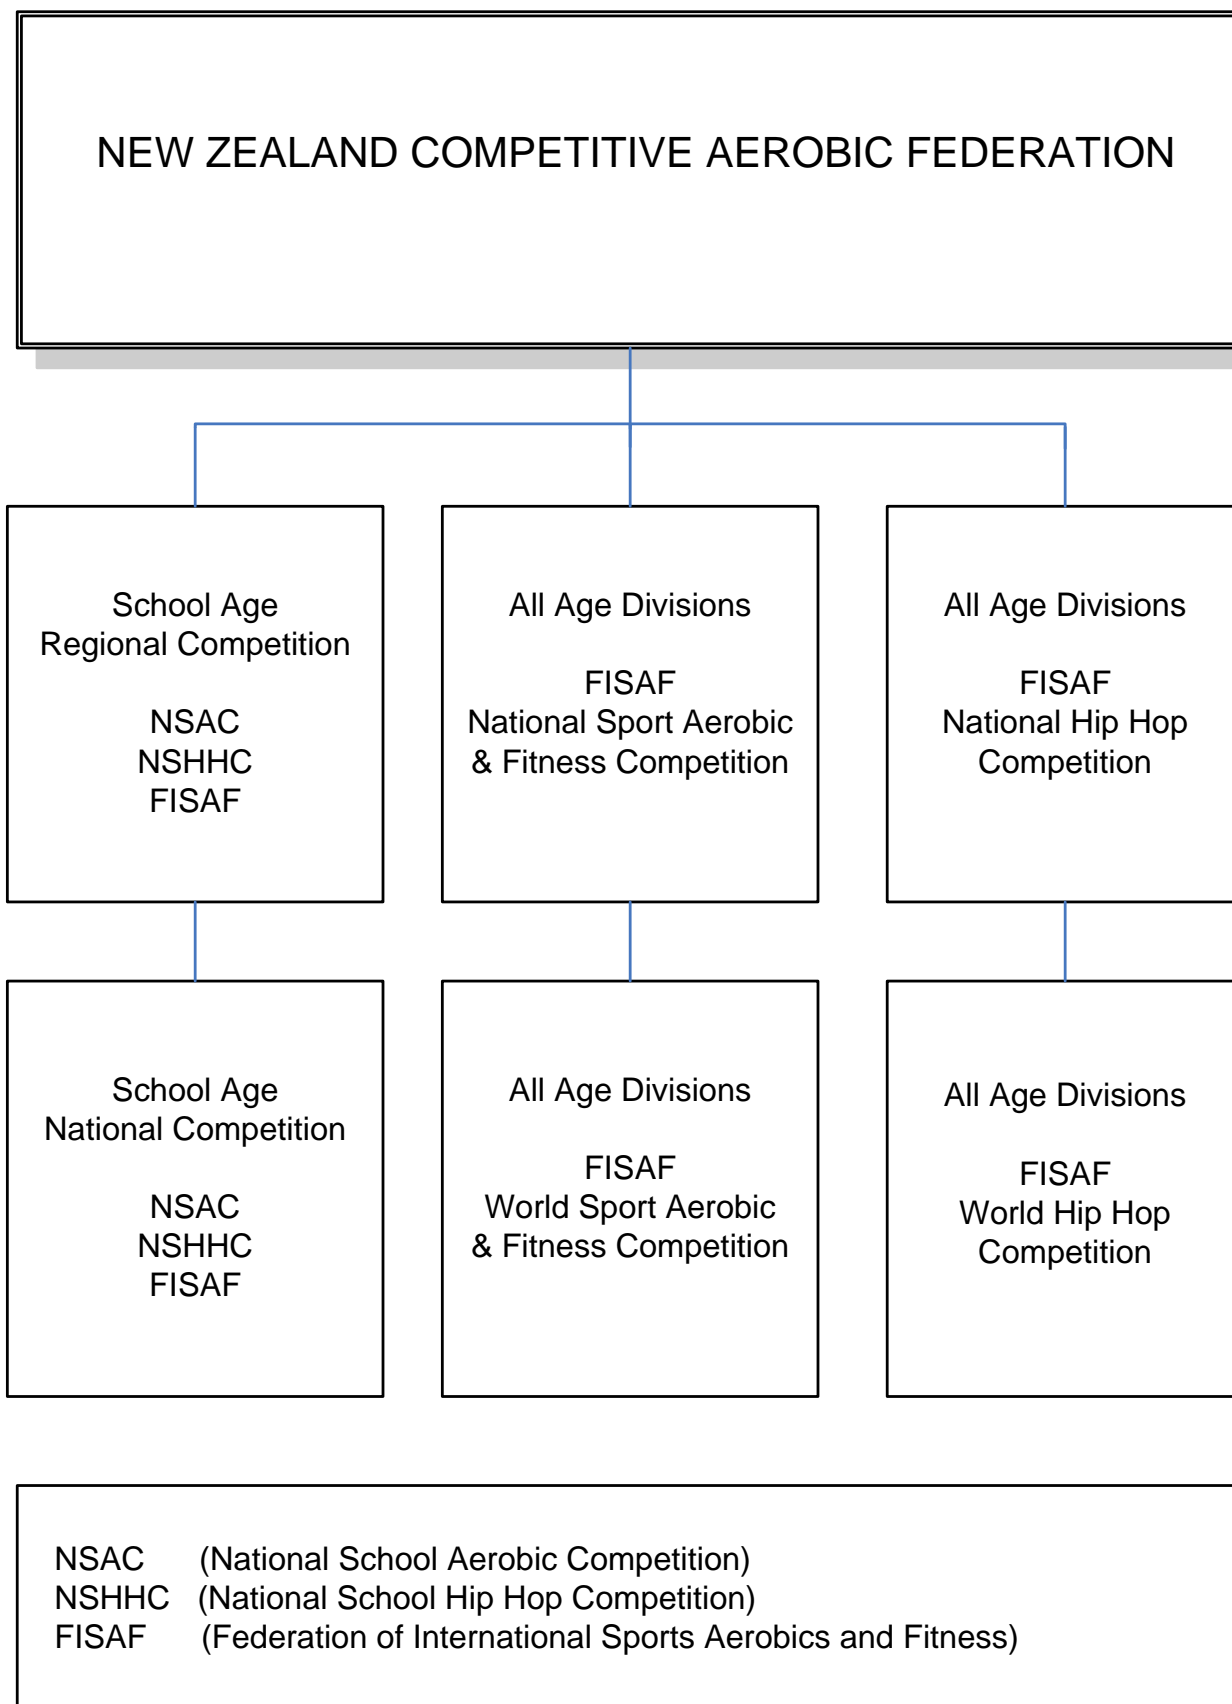 NEW ZEALAND COMPETITIVE AEROBIC FEDERATION
School Age
Regional Competition
NSAC
NSHHC
FISAF
All Age Divisions
FISAF
National Sport Aerobic
& Fitness Competition
All Age Divisions
FISAF
National Hip Hop
Competition
School Age
National Competition
NSAC
NSHHC
FISAF
All Age Divisions
FISAF
World Sport Aerobic
& Fitness Competition
All Age Divisions
FISAF
World Hip Hop
Competition
NSAC (National School Aerobic Competition)
NSHHC (National School Hip Hop Competition)
FISAF (Federation of International Sports Aerobics and Fitness)